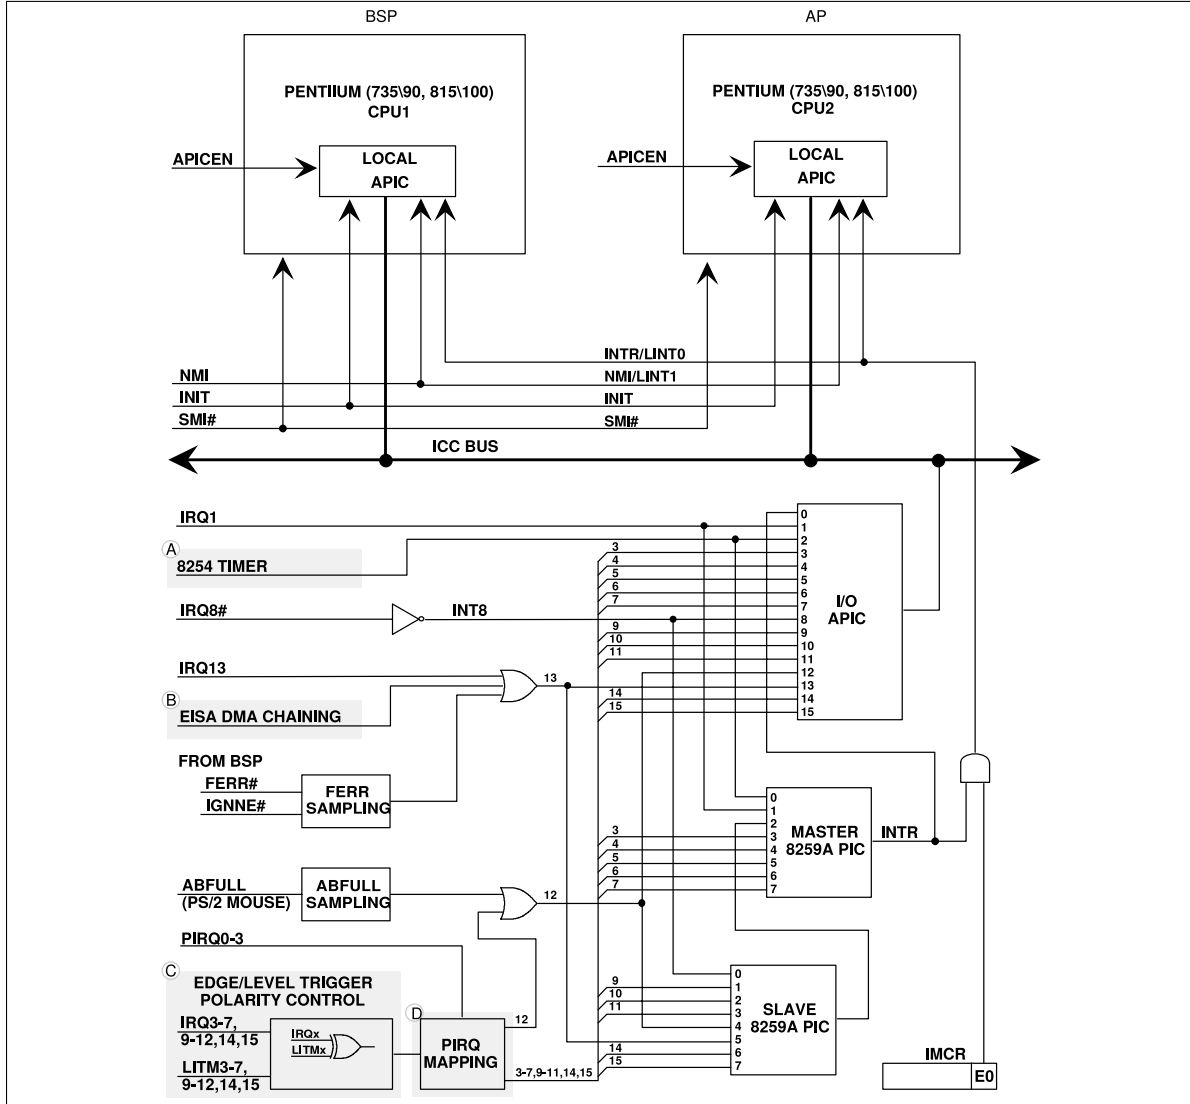 BSP
AP
PENTIIUM (735\90, 815\100)
CPU1
PENTIUM (735\90, 815\100)
CPU2
APICEN
LOCAL
APIC
APICEN
LOCAL
APIC
INTR/LINT0
NMI
NMI/LINT1
INIT
INIT
SMI#
SMI#
ICC BUS
IRQ1
A
8254 TIMER
IRQ8#
INT8
IRQ13
13
B
EISA DMA CHAINING
3
4
5
6
7
9
10
11
14
15
0
1
2
3
4
5
6
7
8
9
10
11
12
13
14
15
I/O
APIC
FROM BSP
FERR#
IGNNE#
FERR
SAMPLING
3
4
5
6
7
0
1
2
3
4
5
6
7
MASTER
8259A PIC
INTR
ABFULL
(PS/2 MOUSE)
ABFULL
SAMPLING
12
PIRQ0-3
C
EDGE/LEVEL TRIGGER
POLARITY CONTROL
IRQ3-7,
9-12,14,15
LITM3-7,
9-12,14,15
IRQx
LITMx
D
PIRQ
MAPPING
12
3-7,9-11,14,15
9
10
11
14
15
0
1
2
3
4
5
6
7
SLAVE
8259A PIC
IMCR
E0